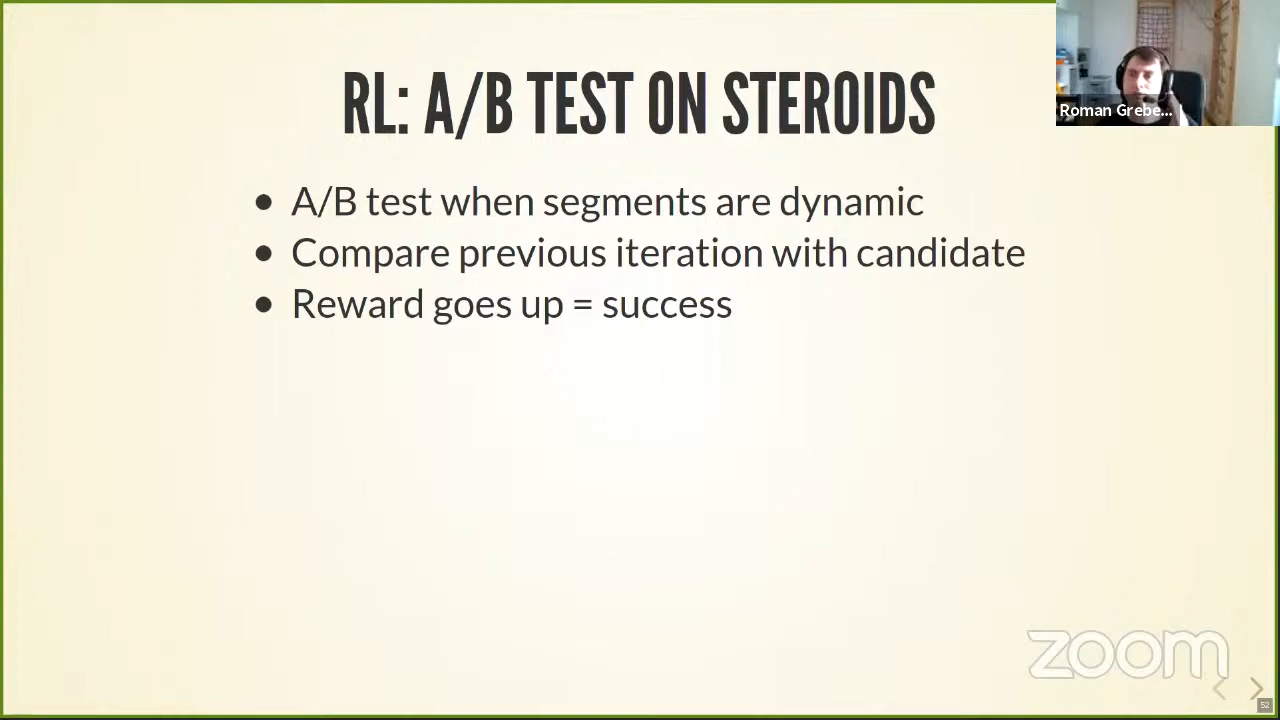 RL: A/B TEST ON STEROIDS
Roman Grebe...
A/B test when segments are dynamic
Compare previous iteration with candidate
Reward goes up = success
zoom
52